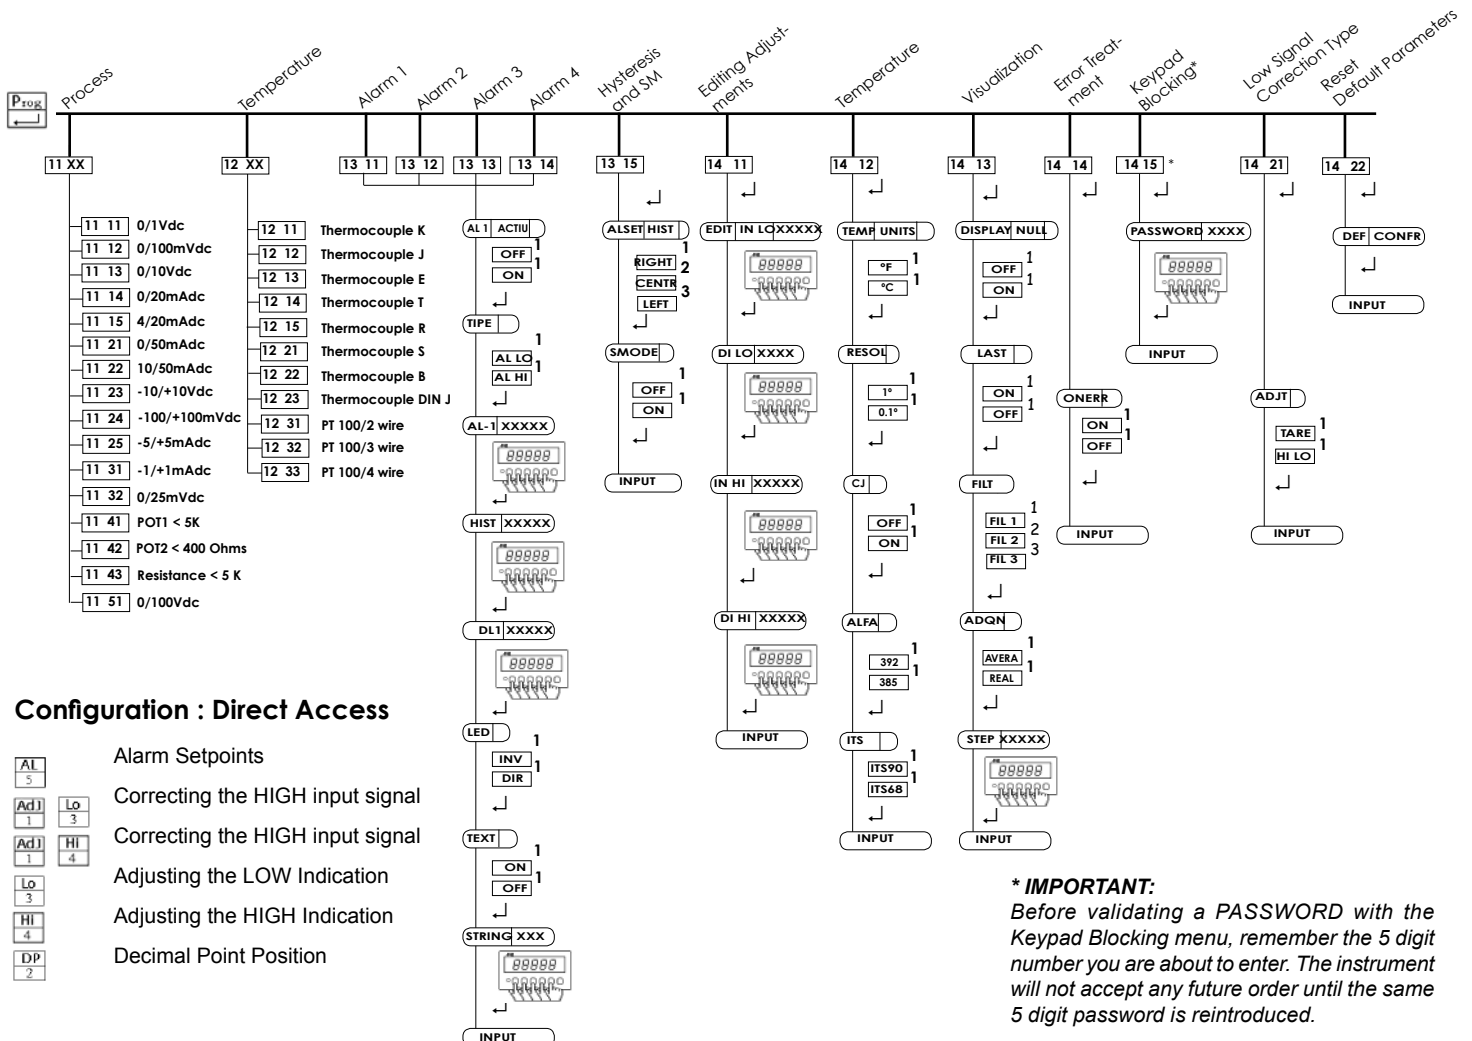 Prog
Process
Temperature
Alarm 1
Alarm 2
Alarm 3
Alarm 4
Hysteresis
and SM
Editing Adjust-
ments
Temperature
Visualization
Error Treat-
ment
Keypad
Blocking*
Low Signal
Correction Type
Reset
Default Parameters
11 XX
12 XX
13 11
13 12
13 13
13 14
13 15
14 11
14 12
14 13
14 14
14 15 *
14 21
14 22
11 11 0/1Vdc
11 12 0/100mVdc
11 13 0/10Vdc
11 14 0/20mAdc
11 15 4/20mAdc
11 21 0/50mAdc
11 22 10/50mAdc
11 23 -10/+10Vdc
11 24 -100/+100mVdc
11 25 -5/+5mAdc
11 31 -1/+1mAdc
11 32 0/25mVdc
11 41 POT1 < 5K
11 42 POT2 < 400 Ohms
11 43 Resistance < 5 K
11 51 0/100Vdc
12 11 Thermocouple K
12 12 Thermocouple J
12 13 Thermocouple E
12 14 Thermocouple T
12 15 Thermocouple R
12 21 Thermocouple S
12 22 Thermocouple B
12 23 Thermocouple DIN J
12 31 PT 100/2 wire
12 32 PT 100/3 wire
12 33 PT 100/4 wire
AL 1 ACTIU
OFF 1
ON 1
TIPE
AL LO 1
AL HI 1
AL-1 XXXXX
88888
HIST XXXXX
88888
DL1 XXXXX
88888
LED
INV 1
DIR 1
TEXT
ON 1
OFF 1
STRING XXX
88888
INPUT
ALSET HIST
RIGHT 1
CENTR 2
LEFT 3
SMODE
OFF 1
ON 1
INPUT
EDIT IN LOXXXXX
88888
DI LO XXXX
88888
IN HI XXXXX
88888
DI HI XXXXX
88888
INPUT
TEMP UNITS
ºF 1
ºC 1
RESOL
1º 1
0.1º 1
CJ
OFF 1
ON 1
ALFA
392 1
385 1
ITS
ITS90 1
ITS68 1
INPUT
DISPLAY NULL
OFF 1
ON 1
LAST
ON 1
OFF 1
FILT
FIL 1 1
FIL 2 2
FIL 3 3
ADQN
AVERA 1
REAL 1
STEP XXXXX
88888
INPUT
ONERR
ON 1
OFF 1
INPUT
PASSWORD XXXX
88888
INPUT
ADJT
TARE 1
HI LO 1
INPUT
DEF CONFR
INPUT
Configuration : Direct Access
AL 5 Alarm Setpoints
AdJ 1 Lo 3 Correcting the HIGH input signal
AdJ 1 HI 4 Correcting the HIGH input signal
Lo 3 Adjusting the LOW Indication
HI 4 Adjusting the HIGH Indication
DP 2 Decimal Point Position
* IMPORTANT:
Before validating a PASSWORD with the
Keypad Blocking menu, remember the 5 digit
number you are about to enter. The instrument
will not accept any future order until the same
5 digit password is reintroduced.